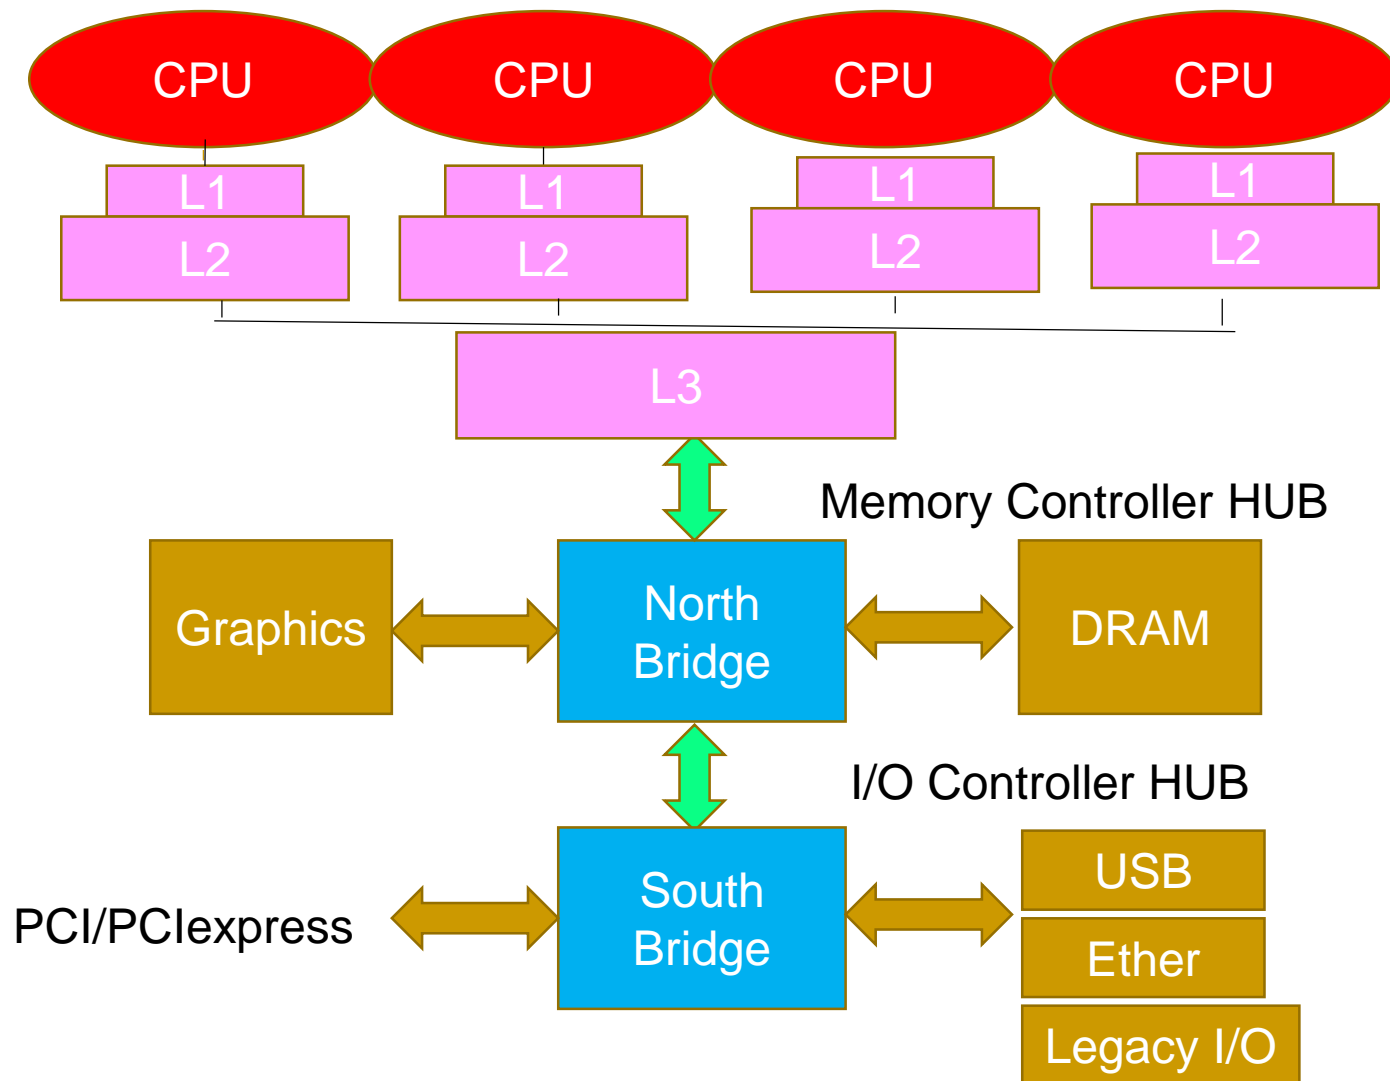 CPU
CPU
CPU
CPU
L1
L1
L1
L1
L2
L2
L2
L2
L3
Memory Controller HUB
Graphics
North
Bridge
DRAM
I/O Controller HUB
PCI/PCIexpress
South
Bridge
USB
Ether
Legacy I/O